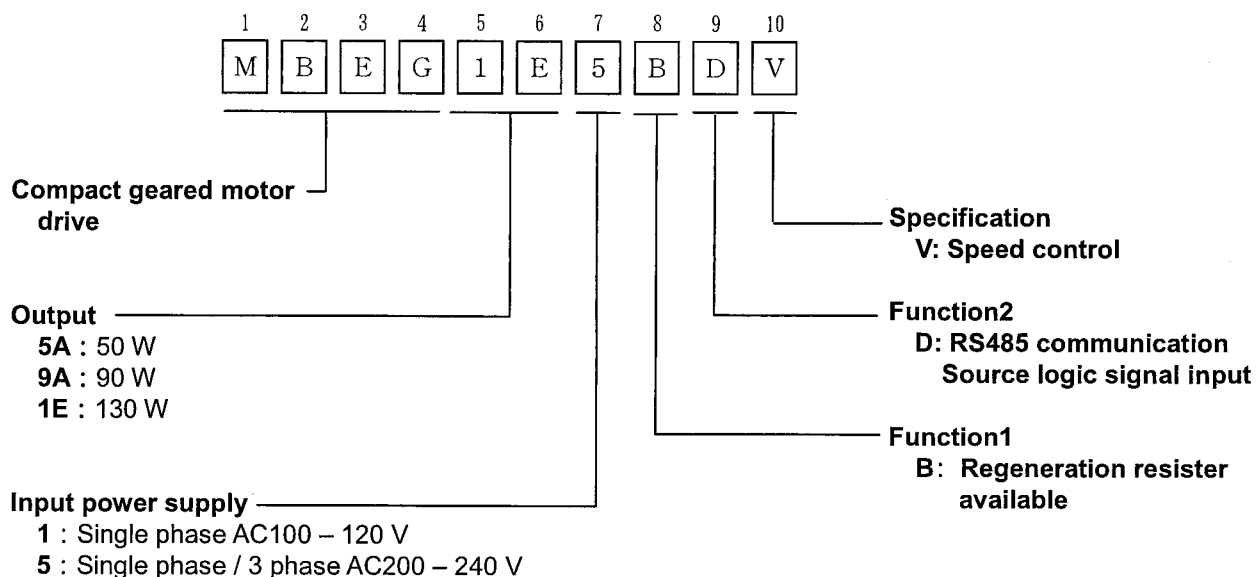 1 2 3 4 5 6 7 8 9 10
M B E G 1 E 5 B D V
Compact geared motor
drive
Output
5A : 50 W
9A : 90 W
1E : 130 W
Input power supply
1 : Single phase AC100 – 120 V
5 : Single phase / 3 phase AC200 – 240 V
Specification
V: Speed control
Function2
D: RS485 communication
Source logic signal input
Function1
B: Regeneration resister
available